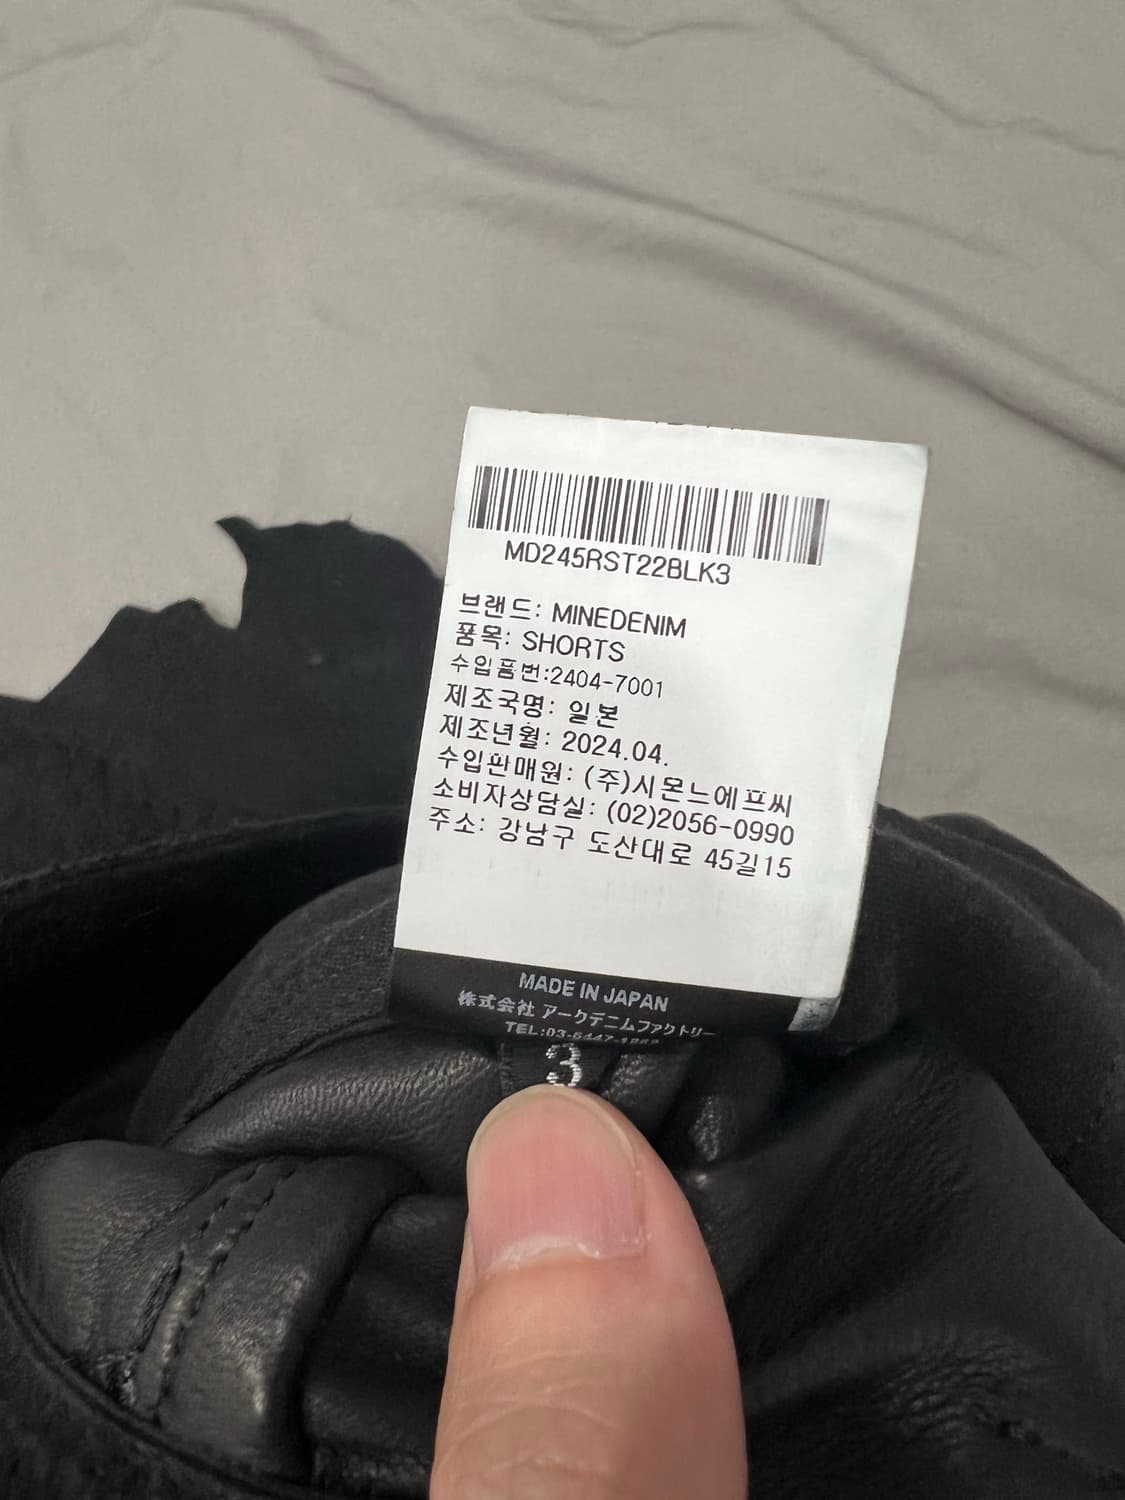 MD245RST22BLK3
브랜드: MINEDENIM
품목: SHORTS
수입품번:2404-7001
제조국명: 일본
제조년월: 2024.04.
수입판매원: (주)시몬느에프씨
소비자상담실: (02)2056-0990
주소: 강남구 도산대로 45길15
MADE IN JAPAN
株式会社 アークデニムファクトリー
TEL:03-6447-
3